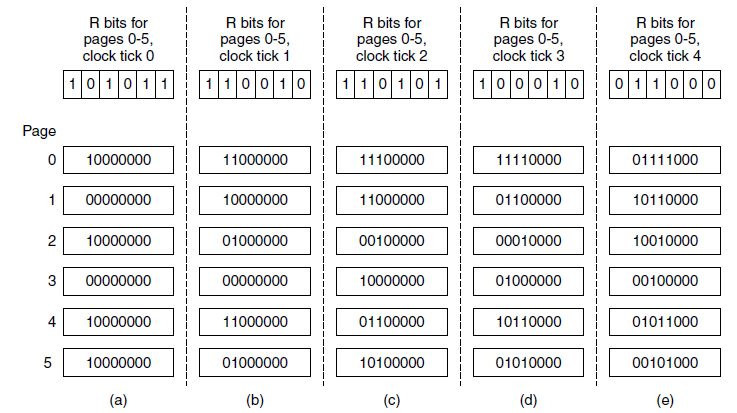 R bits for R bits for R bits for R bits for R bits for
pages 0-5, pages 0-5, pages 0-5, pages 0-5, pages 0-5,
clock tick 0 clock tick 1 clock tick 2 clock tick 3 clock tick 4
1 0 1 0 1 1 1 1 0 0 1 0 1 1 0 1 0 1 1 0 0 0 1 0 0 1 1 0 0 0
Page
0 10000000 11000000 11100000 11110000 01111000
1 00000000 10000000 11000000 01100000 10110000
2 10000000 01000000 00100000 00010000 10010000
3 00000000 00000000 10000000 01000000 00100000
4 10000000 11000000 01100000 10110000 01011000
5 10000000 01000000 10100000 01010000 00101000
(a) (b) (c) (d) (e)